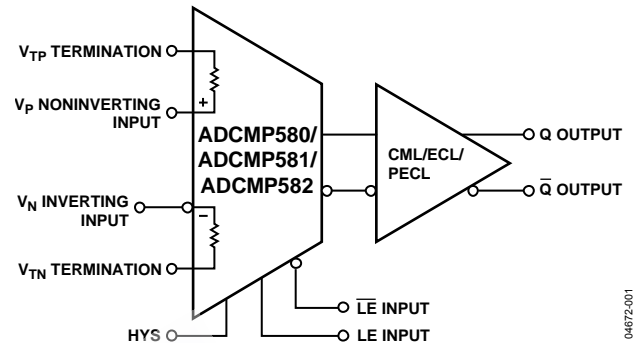 VTP TERMINATION
VP NONINVERTING
INPUT
+
ADCMP580/
ADCMP581/
ADCMP582
CML/ECL/
PECL
Q OUTPUT
Q̅ OUTPUT
VN INVERTING
INPUT
–
VTN TERMINATION
L̅E̅ INPUT
HYS
LE INPUT
04672-001